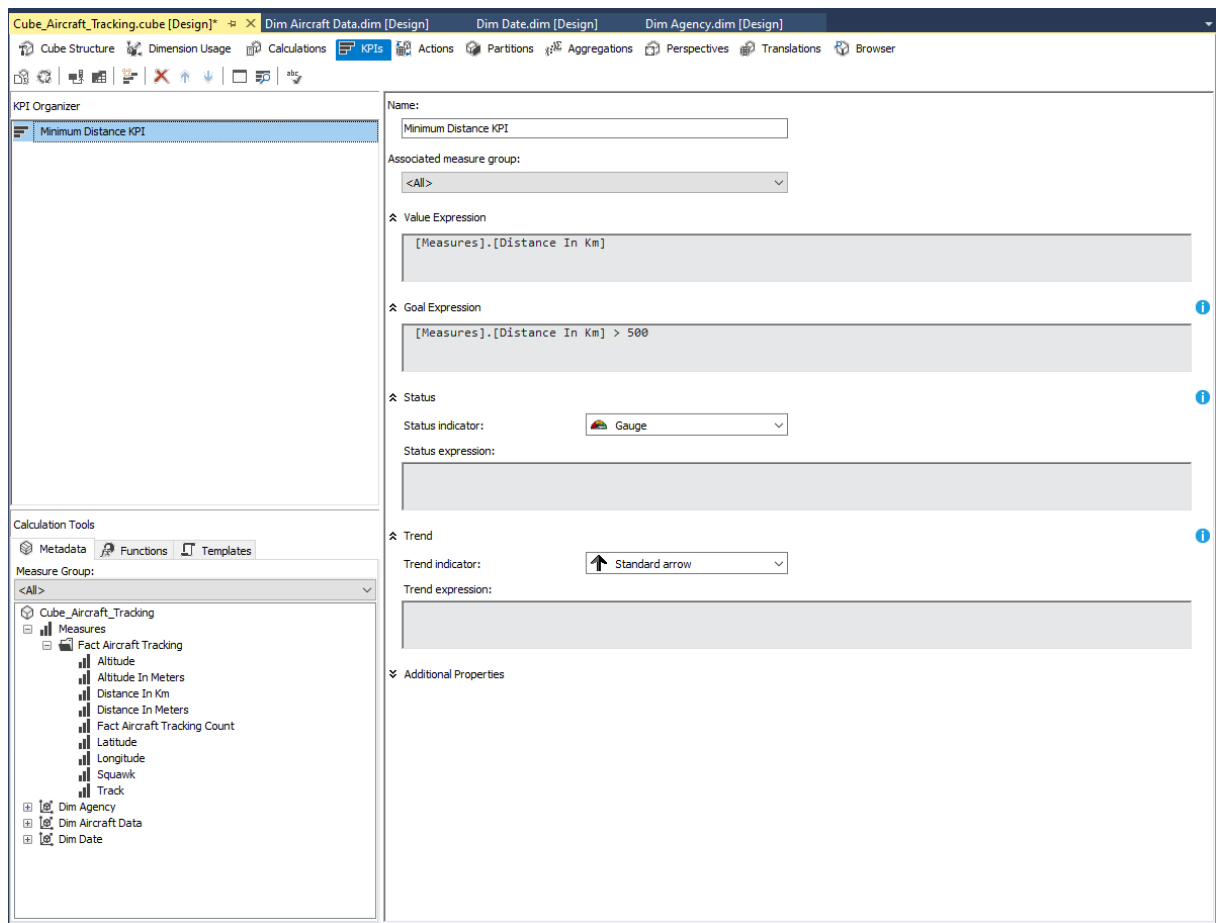 Cube_Aircraft_Tracking.cube [Design]* Dim Aircraft Data.dim [Design] Dim Date.dim [Design] Dim Agency.dim [Design]
Cube Structure Dimension Usage Calculations KPIs Actions Partitions Aggregations Perspectives Translations Browser
abc
KPI Organizer
Minimum Distance KPI
Name:
Minimum Distance KPI
Associated measure group:
<All>
Value Expression
[Measures].[Distance In Km]
Goal Expression
[Measures].[Distance In Km] > 500
Status
Status indicator: Gauge
Status expression:
Trend
Trend indicator: Standard arrow
Trend expression:
Additional Properties
Calculation Tools
Metadata Functions Templates
Measure Group:
<All>
Cube_Aircraft_Tracking
Measures
Fact Aircraft Tracking
Altitude
Altitude In Meters
Distance In Km
Distance In Meters
Fact Aircraft Tracking Count
Latitude
Longitude
Squawk
Track
Dim Agency
Dim Aircraft Data
Dim Date